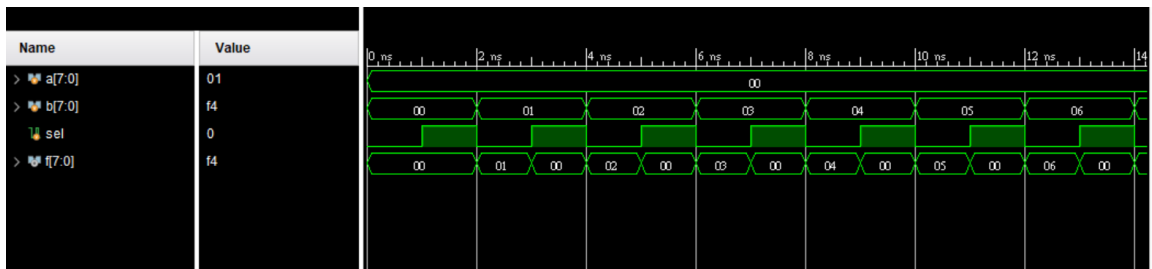 Name Value
0 ns 2 ns 4 ns 6 ns 8 ns 10 ns 12 ns 14
a[7:0] 01 00
b[7:0] f4 00 01 02 03 04 05 06
sel 0
f[7:0] f4 00 01 00 02 00 03 00 04 00 05 00 06 00